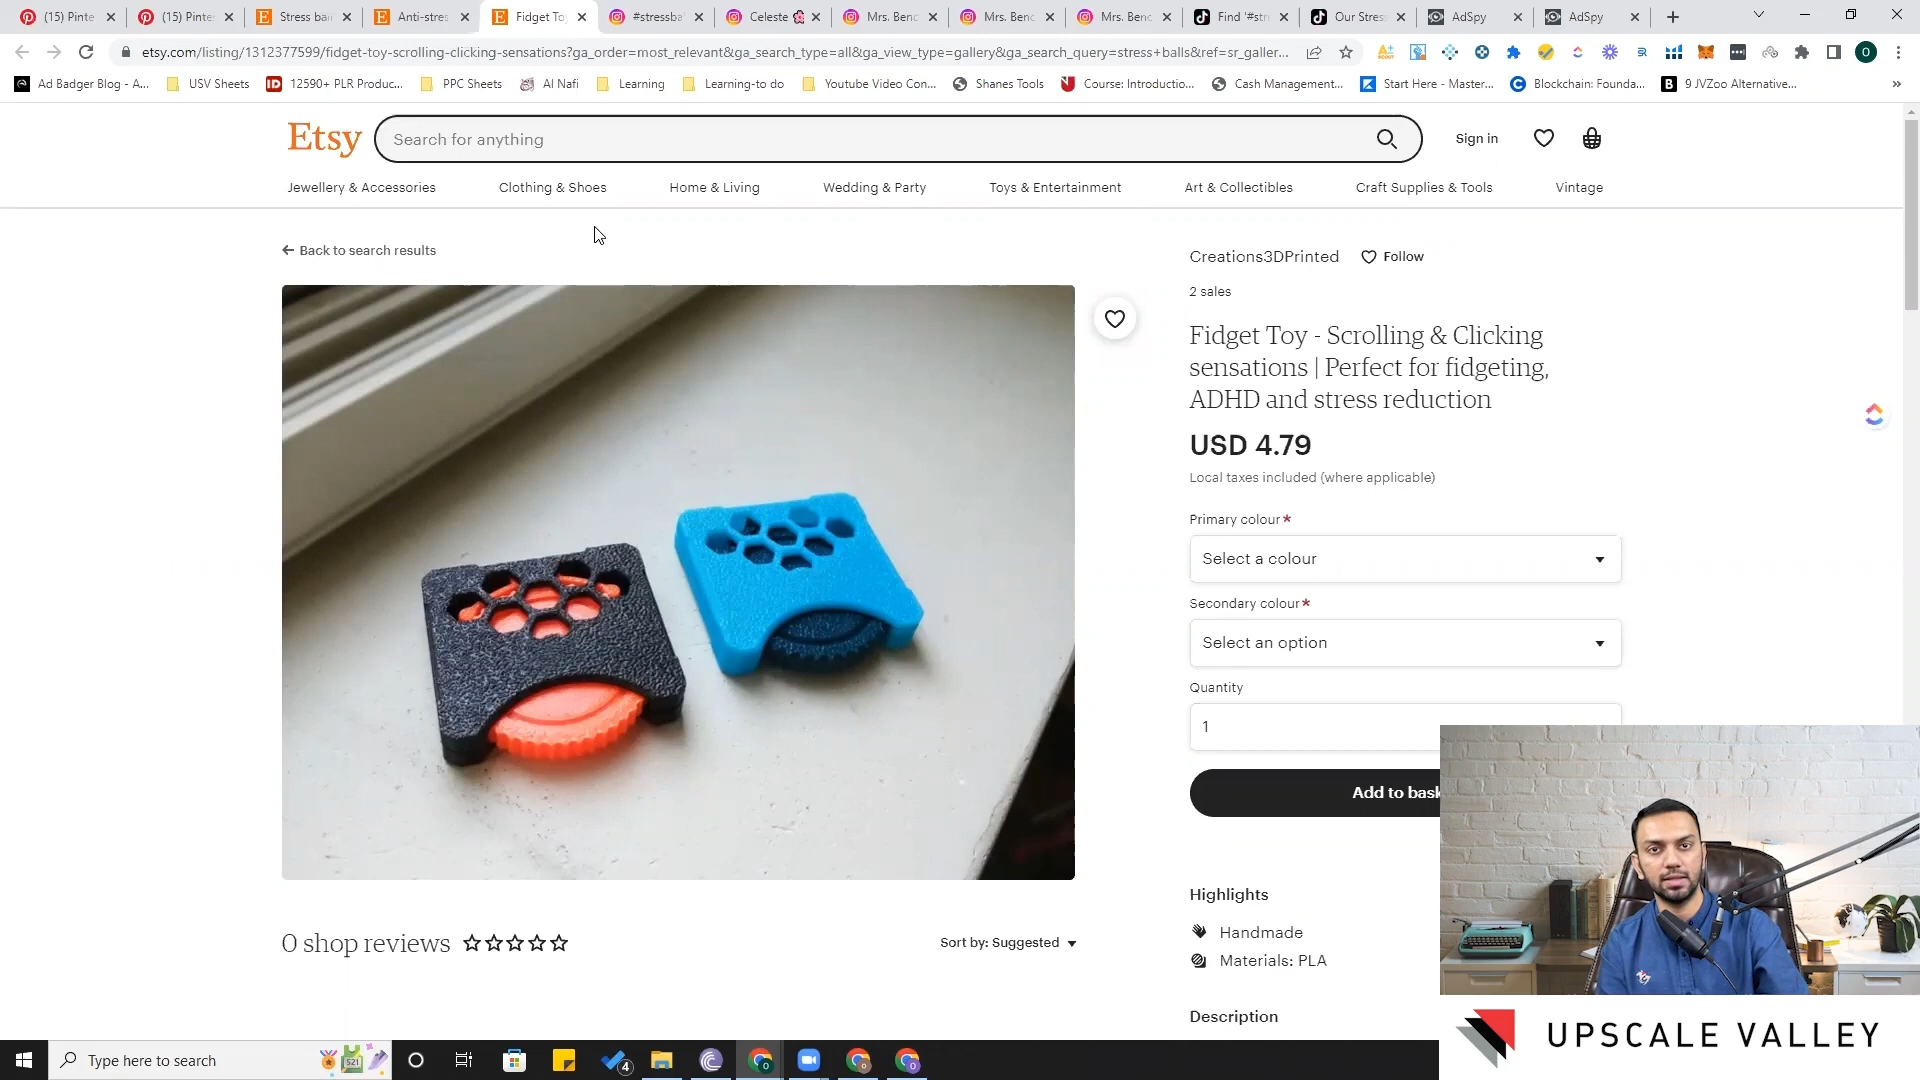 (15) Pinte
(15) Pinte
Stress bal
Anti-stres
Fidget To
#stressba
Celeste
Mrs. Benc
Mrs. Benc
Mrs. Benc
Find '#str
Our Stres
AdSpy
AdSpy
etsy.com/listing/1312377599/fidget-toy-scrolling-clicking-sensations?ga_order=most_relevant&ga_search_type=all&ga_view_type=gallery&ga_search_query=stress+balls&ref=sr_galler...
Ad Badger Blog - A...
USV Sheets
12590+ PLR Produc...
PPC Sheets
Al Nafi
Learning
Learning-to do
Youtube Video Con...
Shanes Tools
Course: Introductio...
Cash Management...
Start Here - Master...
Blockchain: Founda...
9 JVZoo Alternative...
Etsy
Search for anything
Sign in
Jewellery & Accessories
Clothing & Shoes
Home & Living
Wedding & Party
Toys & Entertainment
Art & Collectibles
Craft Supplies & Tools
Vintage
Back to search results
Creations3DPrinted
Follow
2 sales
Fidget Toy - Scrolling & Clicking
sensations | Perfect for fidgeting,
ADHD and stress reduction
USD 4.79
Local taxes included (where applicable)
Primary colour*
Select a colour
Secondary colour*
Select an option
Quantity
1
Add to bask
Highlights
Handmade
Materials: PLA
Description
0 shop reviews
Sort by: Suggested
UPSCALE VALLEY
Type here to search